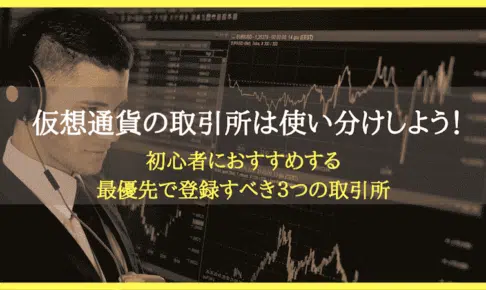 仮想通貨の取引所は使い分けしよう!
初心者におすすめする
最優先で登録すべき3つの取引所